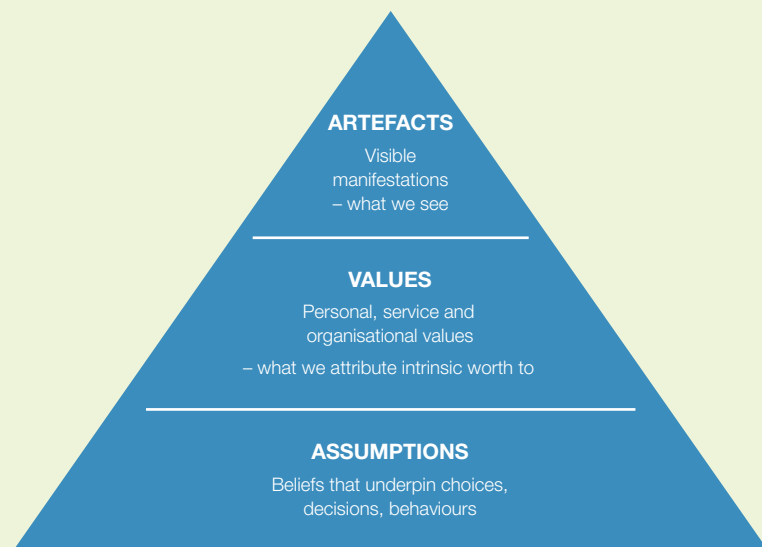 ARTEFACTS
Visible
manifestations
– what we see
VALUES
Personal, service and
organisational values
– what we attribute intrinsic worth to
ASSUMPTIONS
Beliefs that underpin choices,
decisions, behaviours